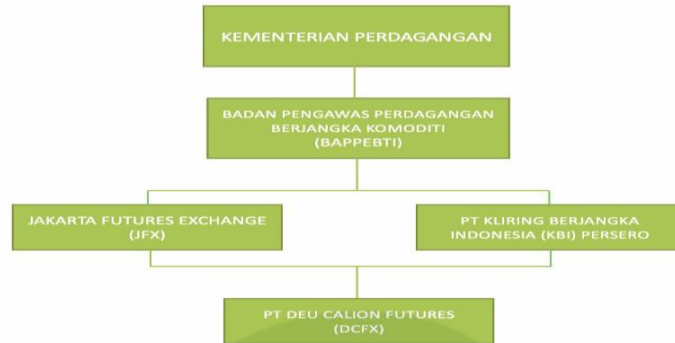 KEMENTERIAN PERDAGANGAN
BADAN PENGAWAS PERDAGANGAN
BERJANGKA KOMODITI
(BAPPEBTI)
JAKARTA FUTURES EXCHANGE
(JFX)
PT KLIRING BERJANGKA
INDONESIA (KBI) PERSERO
PT DEU CALION FUTURES
(DCFX)